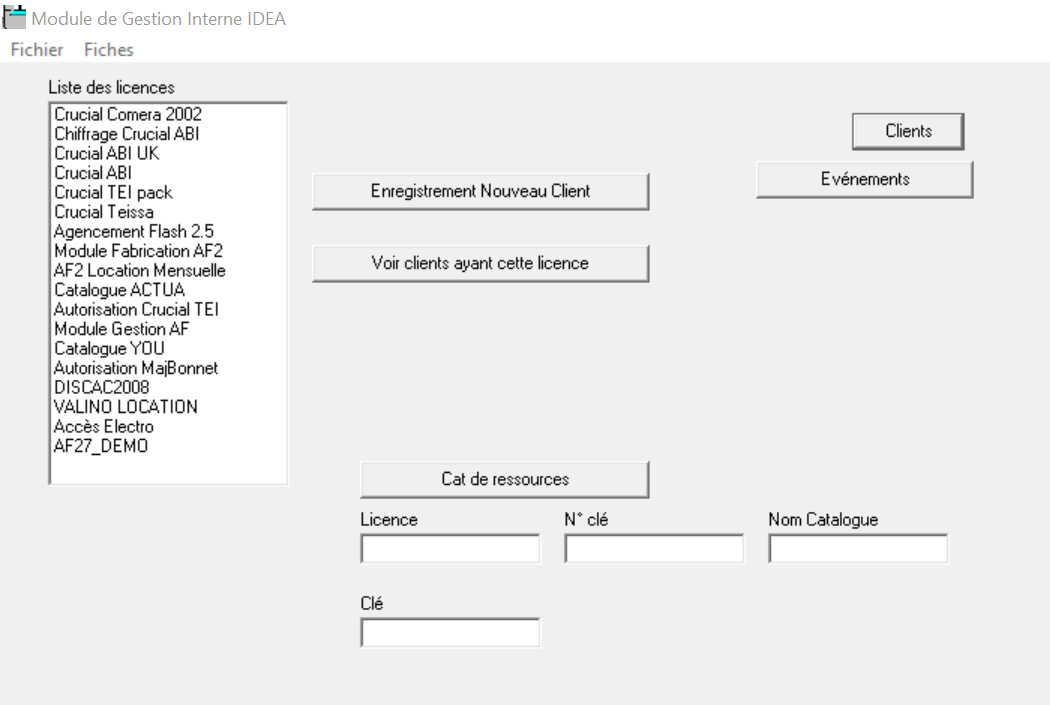 Module de Gestion Interne IDEA
Fichier Fiches
Liste des licences
Crucial Comera 2002
Chiffrage Crucial ABI
Crucial ABI UK
Crucial ABI
Crucial TEI pack
Crucial Teissa
Agencement Flash 2.5
Module Fabrication AF2
AF2 Location Mensuelle
Catalogue ACTUA
Autorisation Crucial TEI
Module Gestion AF
Catalogue YOU
Autorisation MajBonnet
DISCAC2008
VALINO LOCATION
Accès Electro
AF27_DEMO
Clients
Evénements
Enregistrement Nouveau Client
Voir clients ayant cette licence
Cat de ressources
Licence N° clé Nom Catalogue
Clé